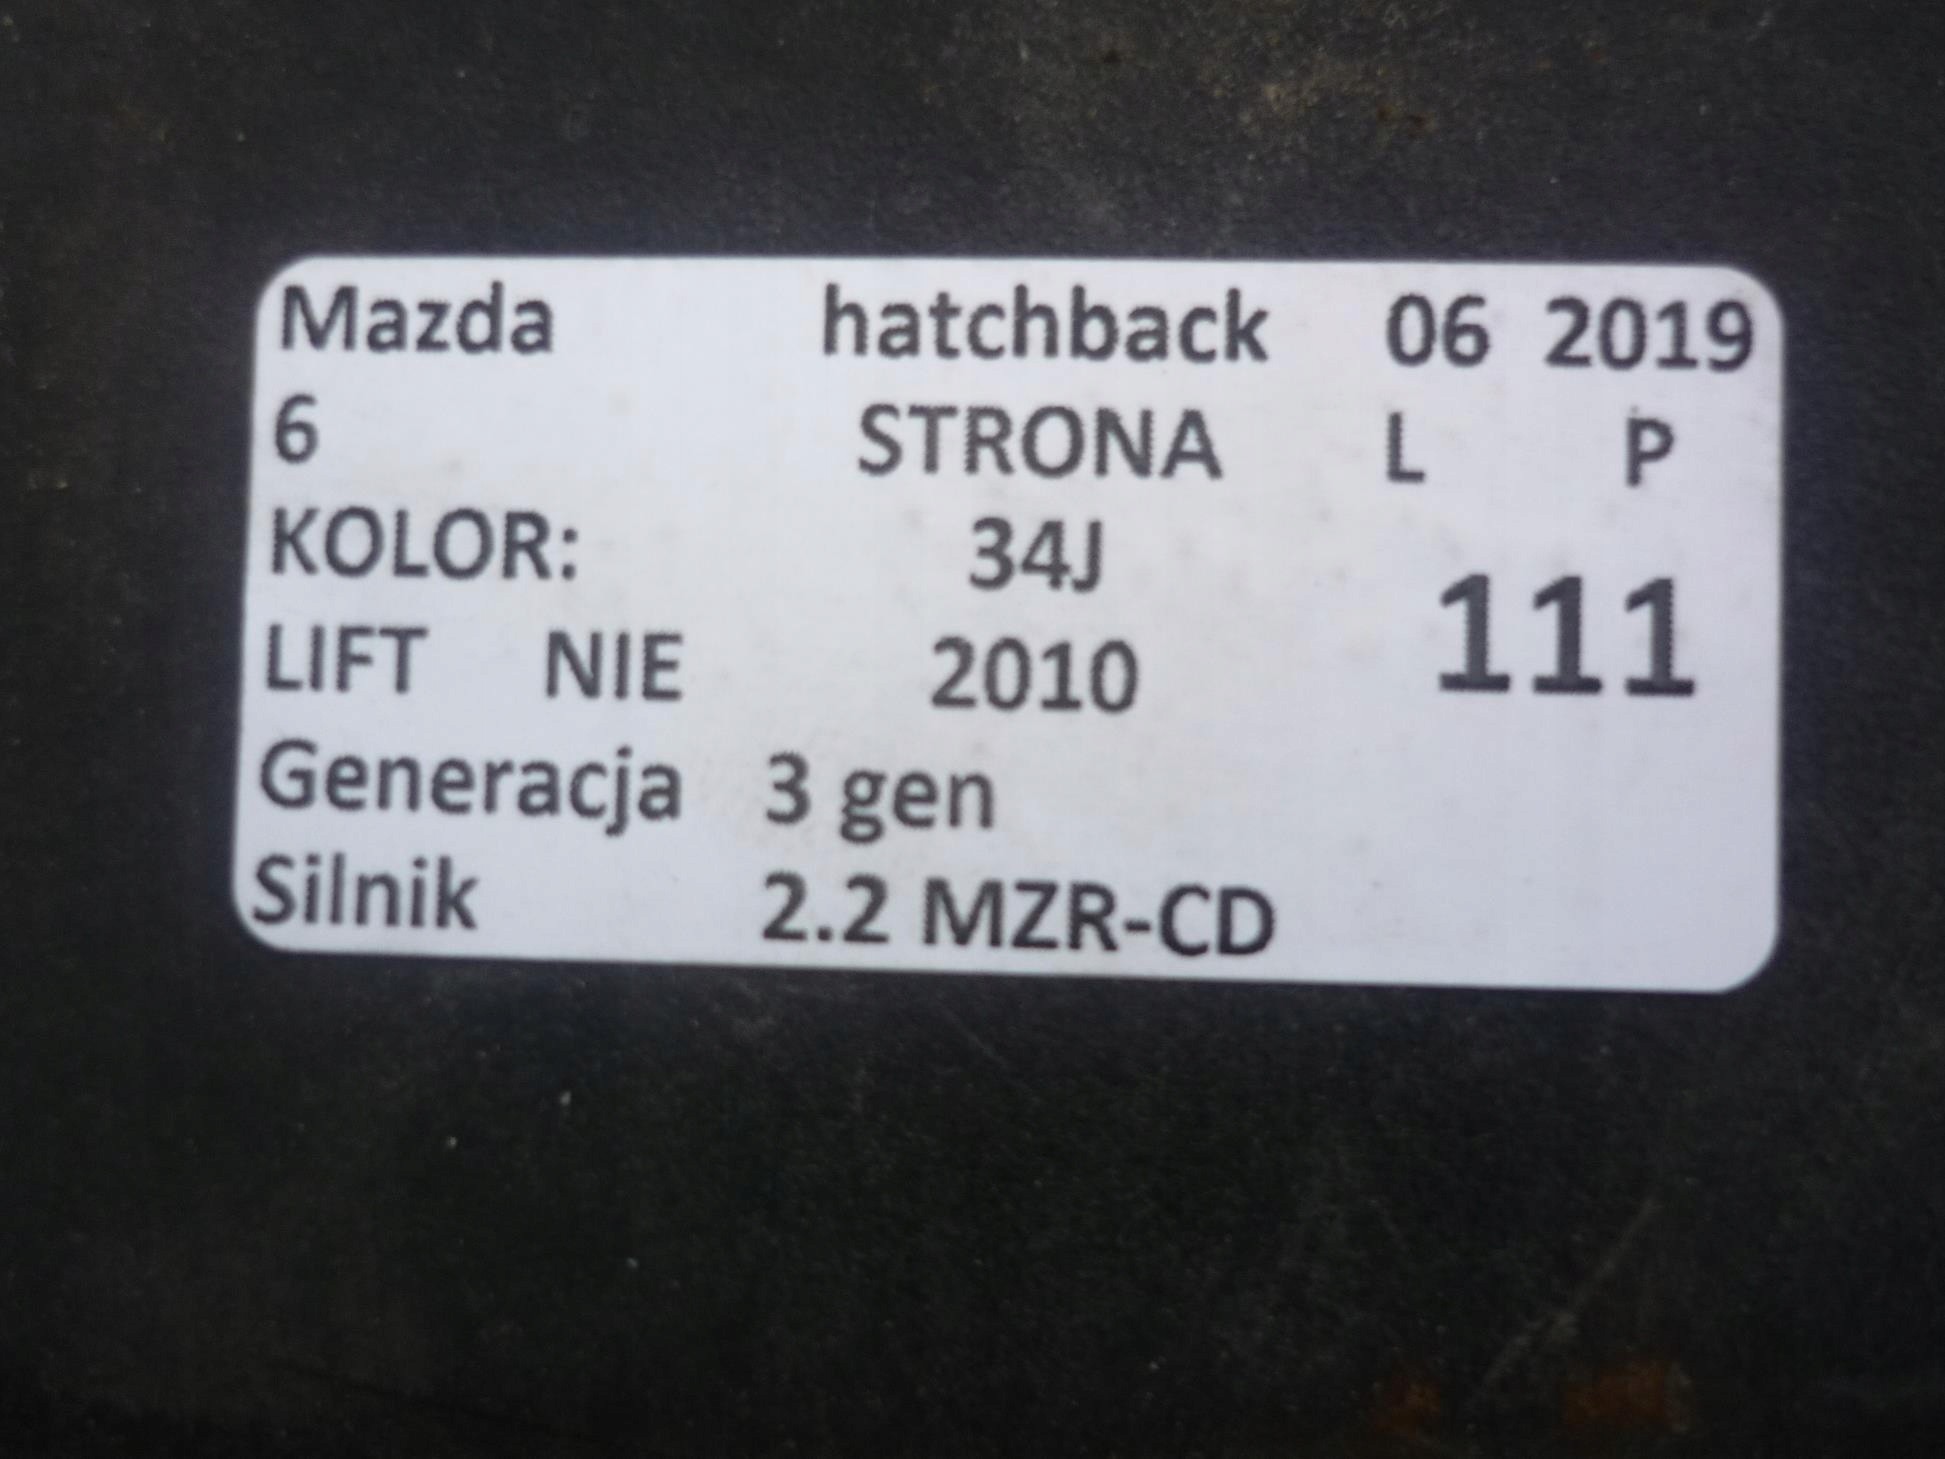 Mazda hatchback 06 2019
6 STRONA L P
KOLOR: 34J
111
LIFT NIE 2010
Generacja 3 gen
Silnik 2.2 MZR-CD